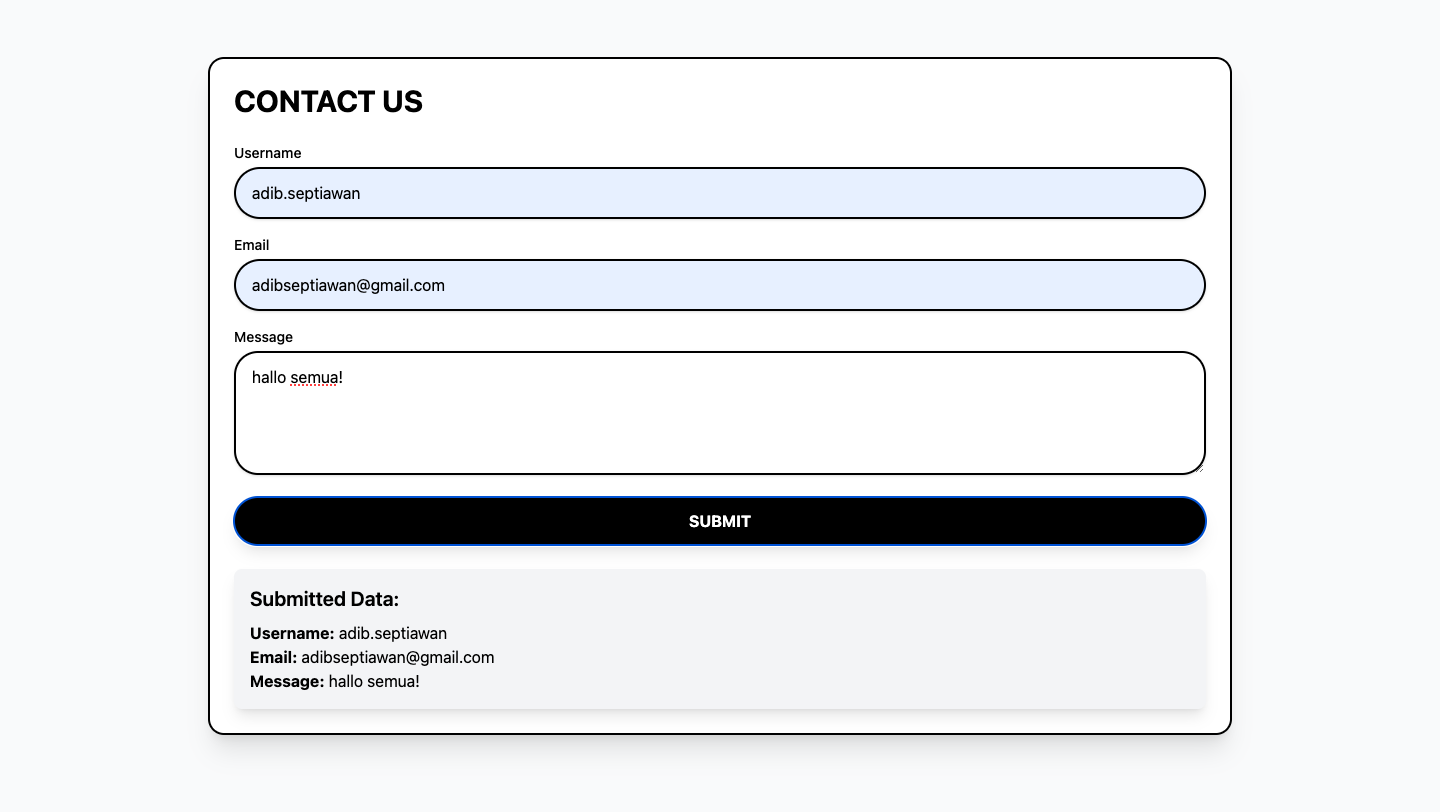 CONTACT US
Username
adib.septiawan
Email
adibseptiawan@gmail.com
Message
hallo semua!
SUBMIT
Submitted Data:
Username: adib.septiawan
Email: adibseptiawan@gmail.com
Message: hallo semua!